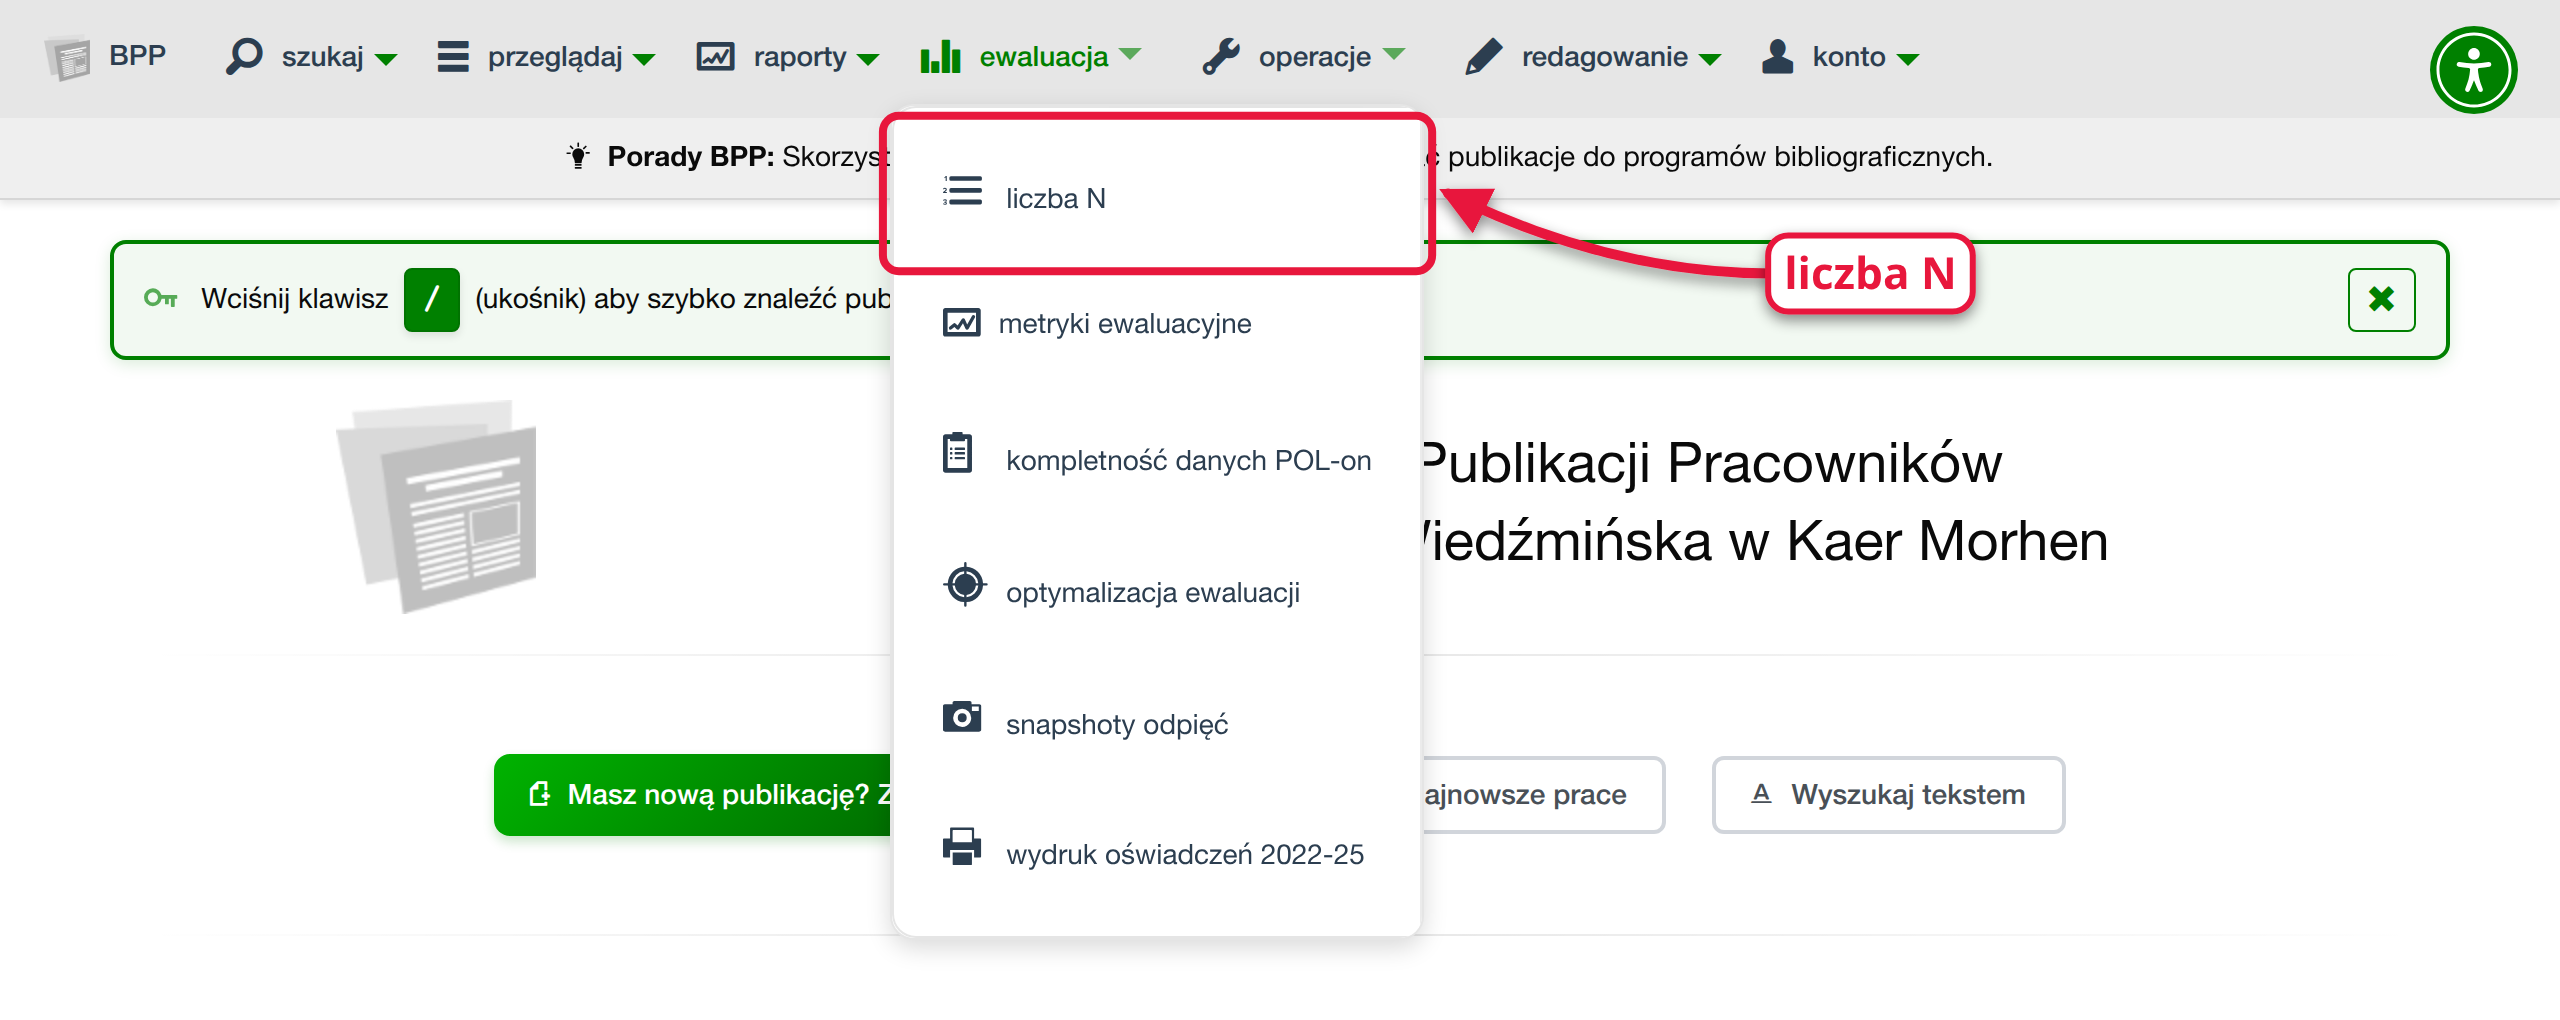 BPP szukaj przeglądaj raporty ewaluacja operacje redagowanie konto
Porady BPP: Skorzyst ć publikacje do programów bibliograficznych.
liczba N
liczba N
Wciśnij klawisz / (ukośnik) aby szybko znaleźć pub
metryki ewaluacyjne
kompletność danych POL-on
Publikacji Pracowników
Wiedźmińska w Kaer Morhen
optymalizacja ewaluacji
snapshoty odpięć
Masz nową publikację? Z ajnowsze prace Wyszukaj tekstem
wydruk oświadczeń 2022-25